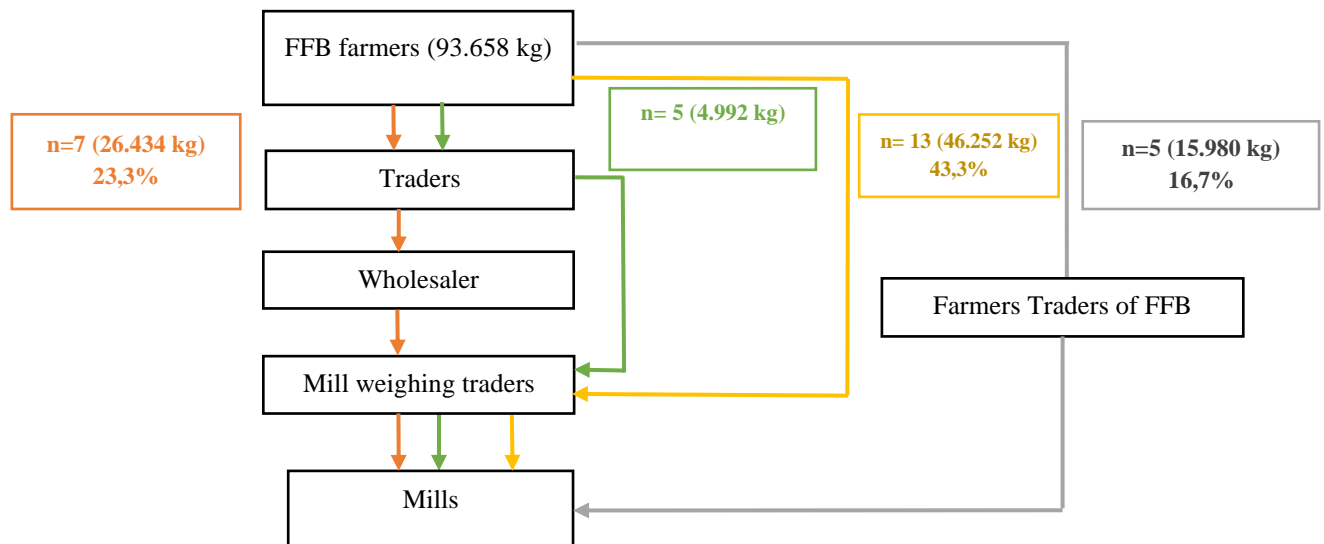 FFB farmers (93.658 kg)
n= 5 (4.992 kg)
n=7 (26.434 kg)
23,3%
n= 13 (46.252 kg)
43,3%
n=5 (15.980 kg)
16,7%
Traders
Wholesaler
Farmers Traders of FFB
Mill weighing traders
Mills